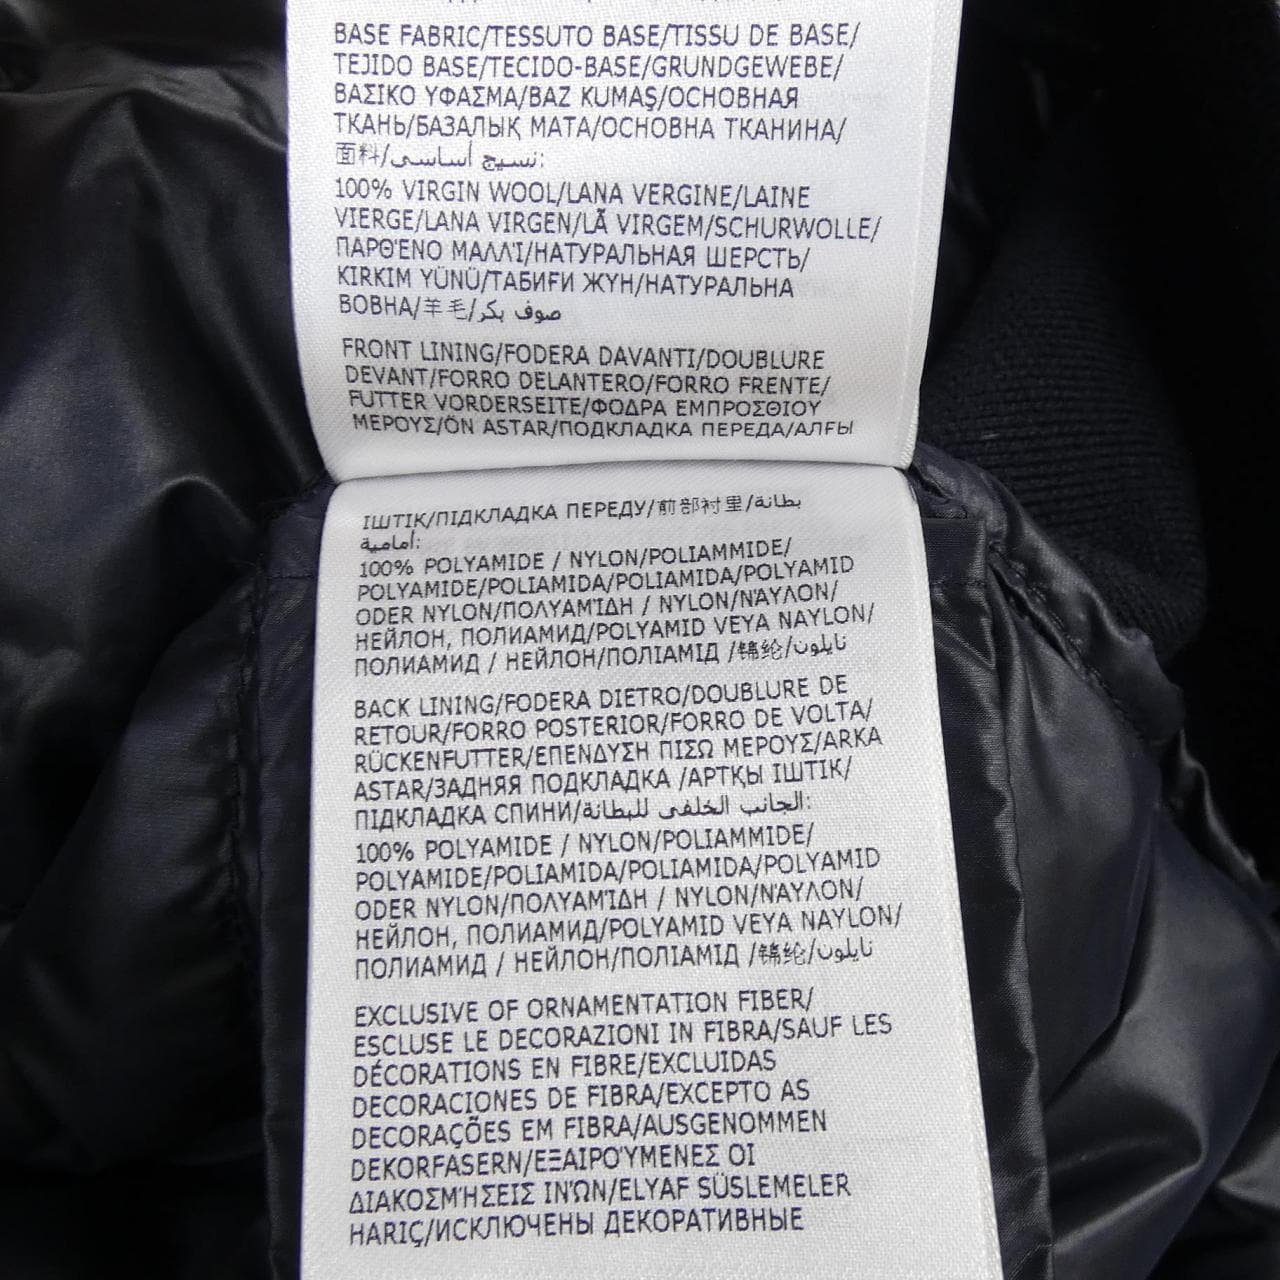 BASE FABRIC/TESSUTO BASE/TISSU DE BASE/
TEJIDO BASE/TECIDO-BASE/GRUNDGEWEBE/
ΒΑΣΙΚΟ ΥΦΑΣΜΑ/BAZ KUMAŞ/ОСНОВНАЯ
ТКАНЬ/БАЗАЛЫҚ МАТА/ОСНОВНА ТКАНИНА/
面料/نسيج أساسى:
100% VIRGIN WOOL/LANA VERGINE/LAINE
VIERGE/LANA VIRGEN/LÃ VIRGEM/SCHURWOLLE/
ΠΑΡΘΈΝΟ ΜΑΛΛΊ/НАТУРАЛЬНАЯ ШЕРСТЬ/
KIRKIM YÜNÜ/ТАБИҒИ ЖҮН/НАТУРАЛЬНА
ВОВНА/羊毛/صوف بكر
FRONT LINING/FODERA DAVANTI/DOUBLURE
DEVANT/FORRO DELANTERO/FORRO FRENTE/
FUTTER VORDERSEITE/ΦΟΔΡΑ ΕΜΠΡΟΣΘΙΟΥ
ΜΕΡΟΥΣ/ÖN ASTAR/ПОДКЛАДКА ПЕРЕДА/АЛҒЫ
ІШТІК/ПІДКЛАДКА ПЕРЕДУ/前部衬里/بطانة
أمامية:
100% POLYAMIDE / NYLON/POLIAMMIDE/
POLYAMIDE/POLIAMIDA/POLIAMIDA/POLYAMID
ODER NYLON/ΠΟΛΥΑΜΊΔΗ / NYLON/ΝΆΥΛΟΝ/
НЕЙЛОН, ПОЛИАМИД/POLYAMID VEYA NAYLON/
ПОЛИАМИД / НЕЙЛОН/ПОЛІАМІД /锦纶/نايلون
BACK LINING/FODERA DIETRO/DOUBLURE DE
RETOUR/FORRO POSTERIOR/FORRO DE VOLTA/
RÜCKENFUTTER/ΕΠΕΝΔΥΣΗ ΠΙΣΩ ΜΕΡΟΥΣ/ARKA
ASTAR/ЗАДНЯЯ ПОДКЛАДКА /АРТҚЫ ІШТІК/
ПІДКЛАДКА СПИНИ/الجانب الخلفى للبطانة:
100% POLYAMIDE / NYLON/POLIAMMIDE/
POLYAMIDE/POLIAMIDA/POLIAMIDA/POLYAMID
ODER NYLON/ΠΟΛΥΑΜΊΔΗ / NYLON/ΝΆΥΛΟΝ/
НЕЙЛОН, ПОЛИАМИД/POLYAMID VEYA NAYLON/
ПОЛИАМИД / НЕЙЛОН/ПОЛІАМІД /锦纶/نايلون
EXCLUSIVE OF ORNAMENTATION FIBER/
ESCLUSE LE DECORAZIONI IN FIBRA/SAUF LES
DÉCORATIONS EN FIBRE/EXCLUIDAS
DECORACIONES DE FIBRA/EXCEPTO AS
DECORAÇÕES EM FIBRA/AUSGENOMMEN
DEKORFASERN/ΕΞΑΙΡΟΎΜΕΝΕΣ ΟΙ
ΔΙΑΚΟΣΜΉΣΕΙΣ ΙΝΏΝ/ELYAF SÜSLEMELER
HARIÇ/ИСКЛЮЧЕНЫ ДЕКОРАТИВНЫЕ